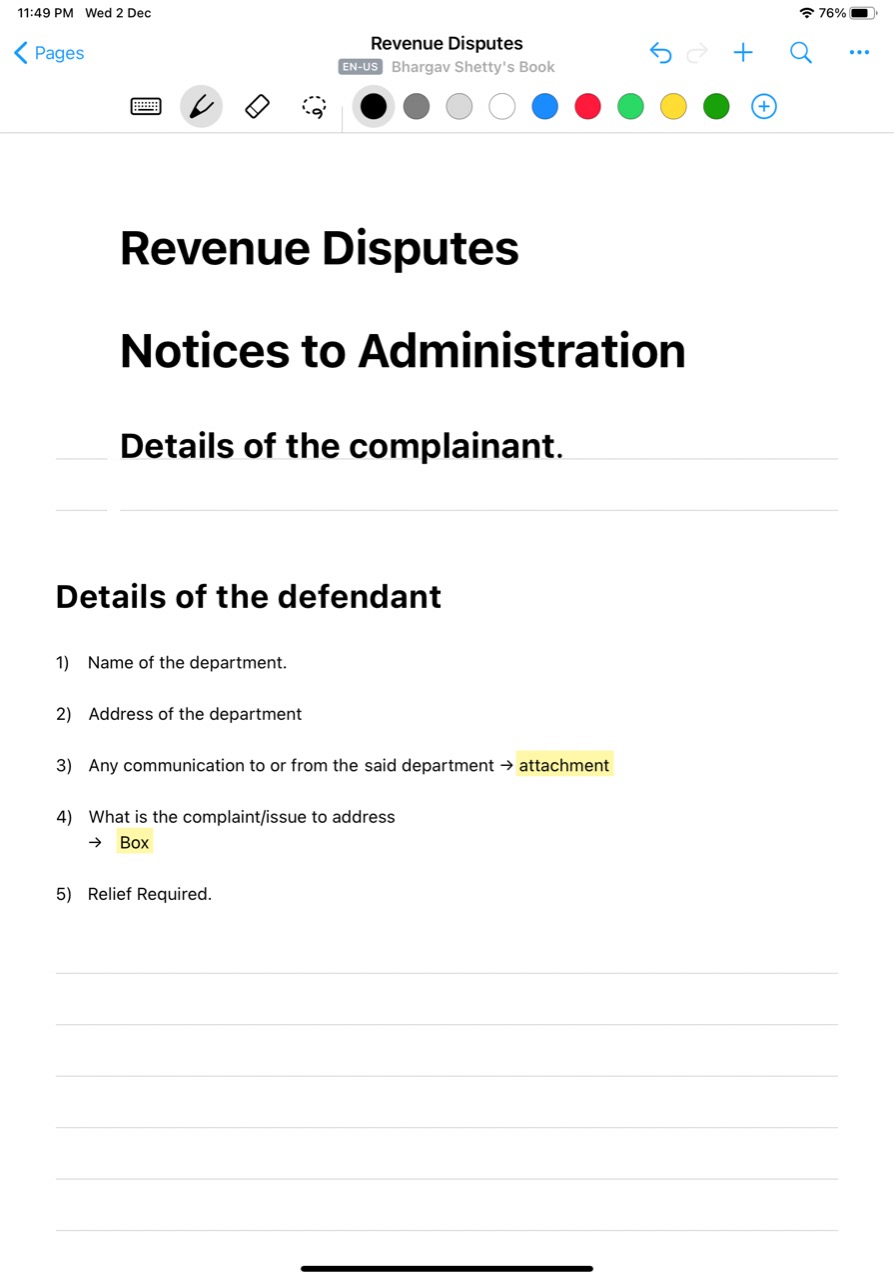 11:49 PM Wed 2 Dec
76%
Pages
Revenue Disputes
EN-US Bhargav Shetty's Book
Revenue Disputes
Notices to Administration
Details of the complainant.
Details of the defendant
1) Name of the department.
2) Address of the department
3) Any communication to or from the said department → attachment
4) What is the complaint/issue to address
→ Box
5) Relief Required.